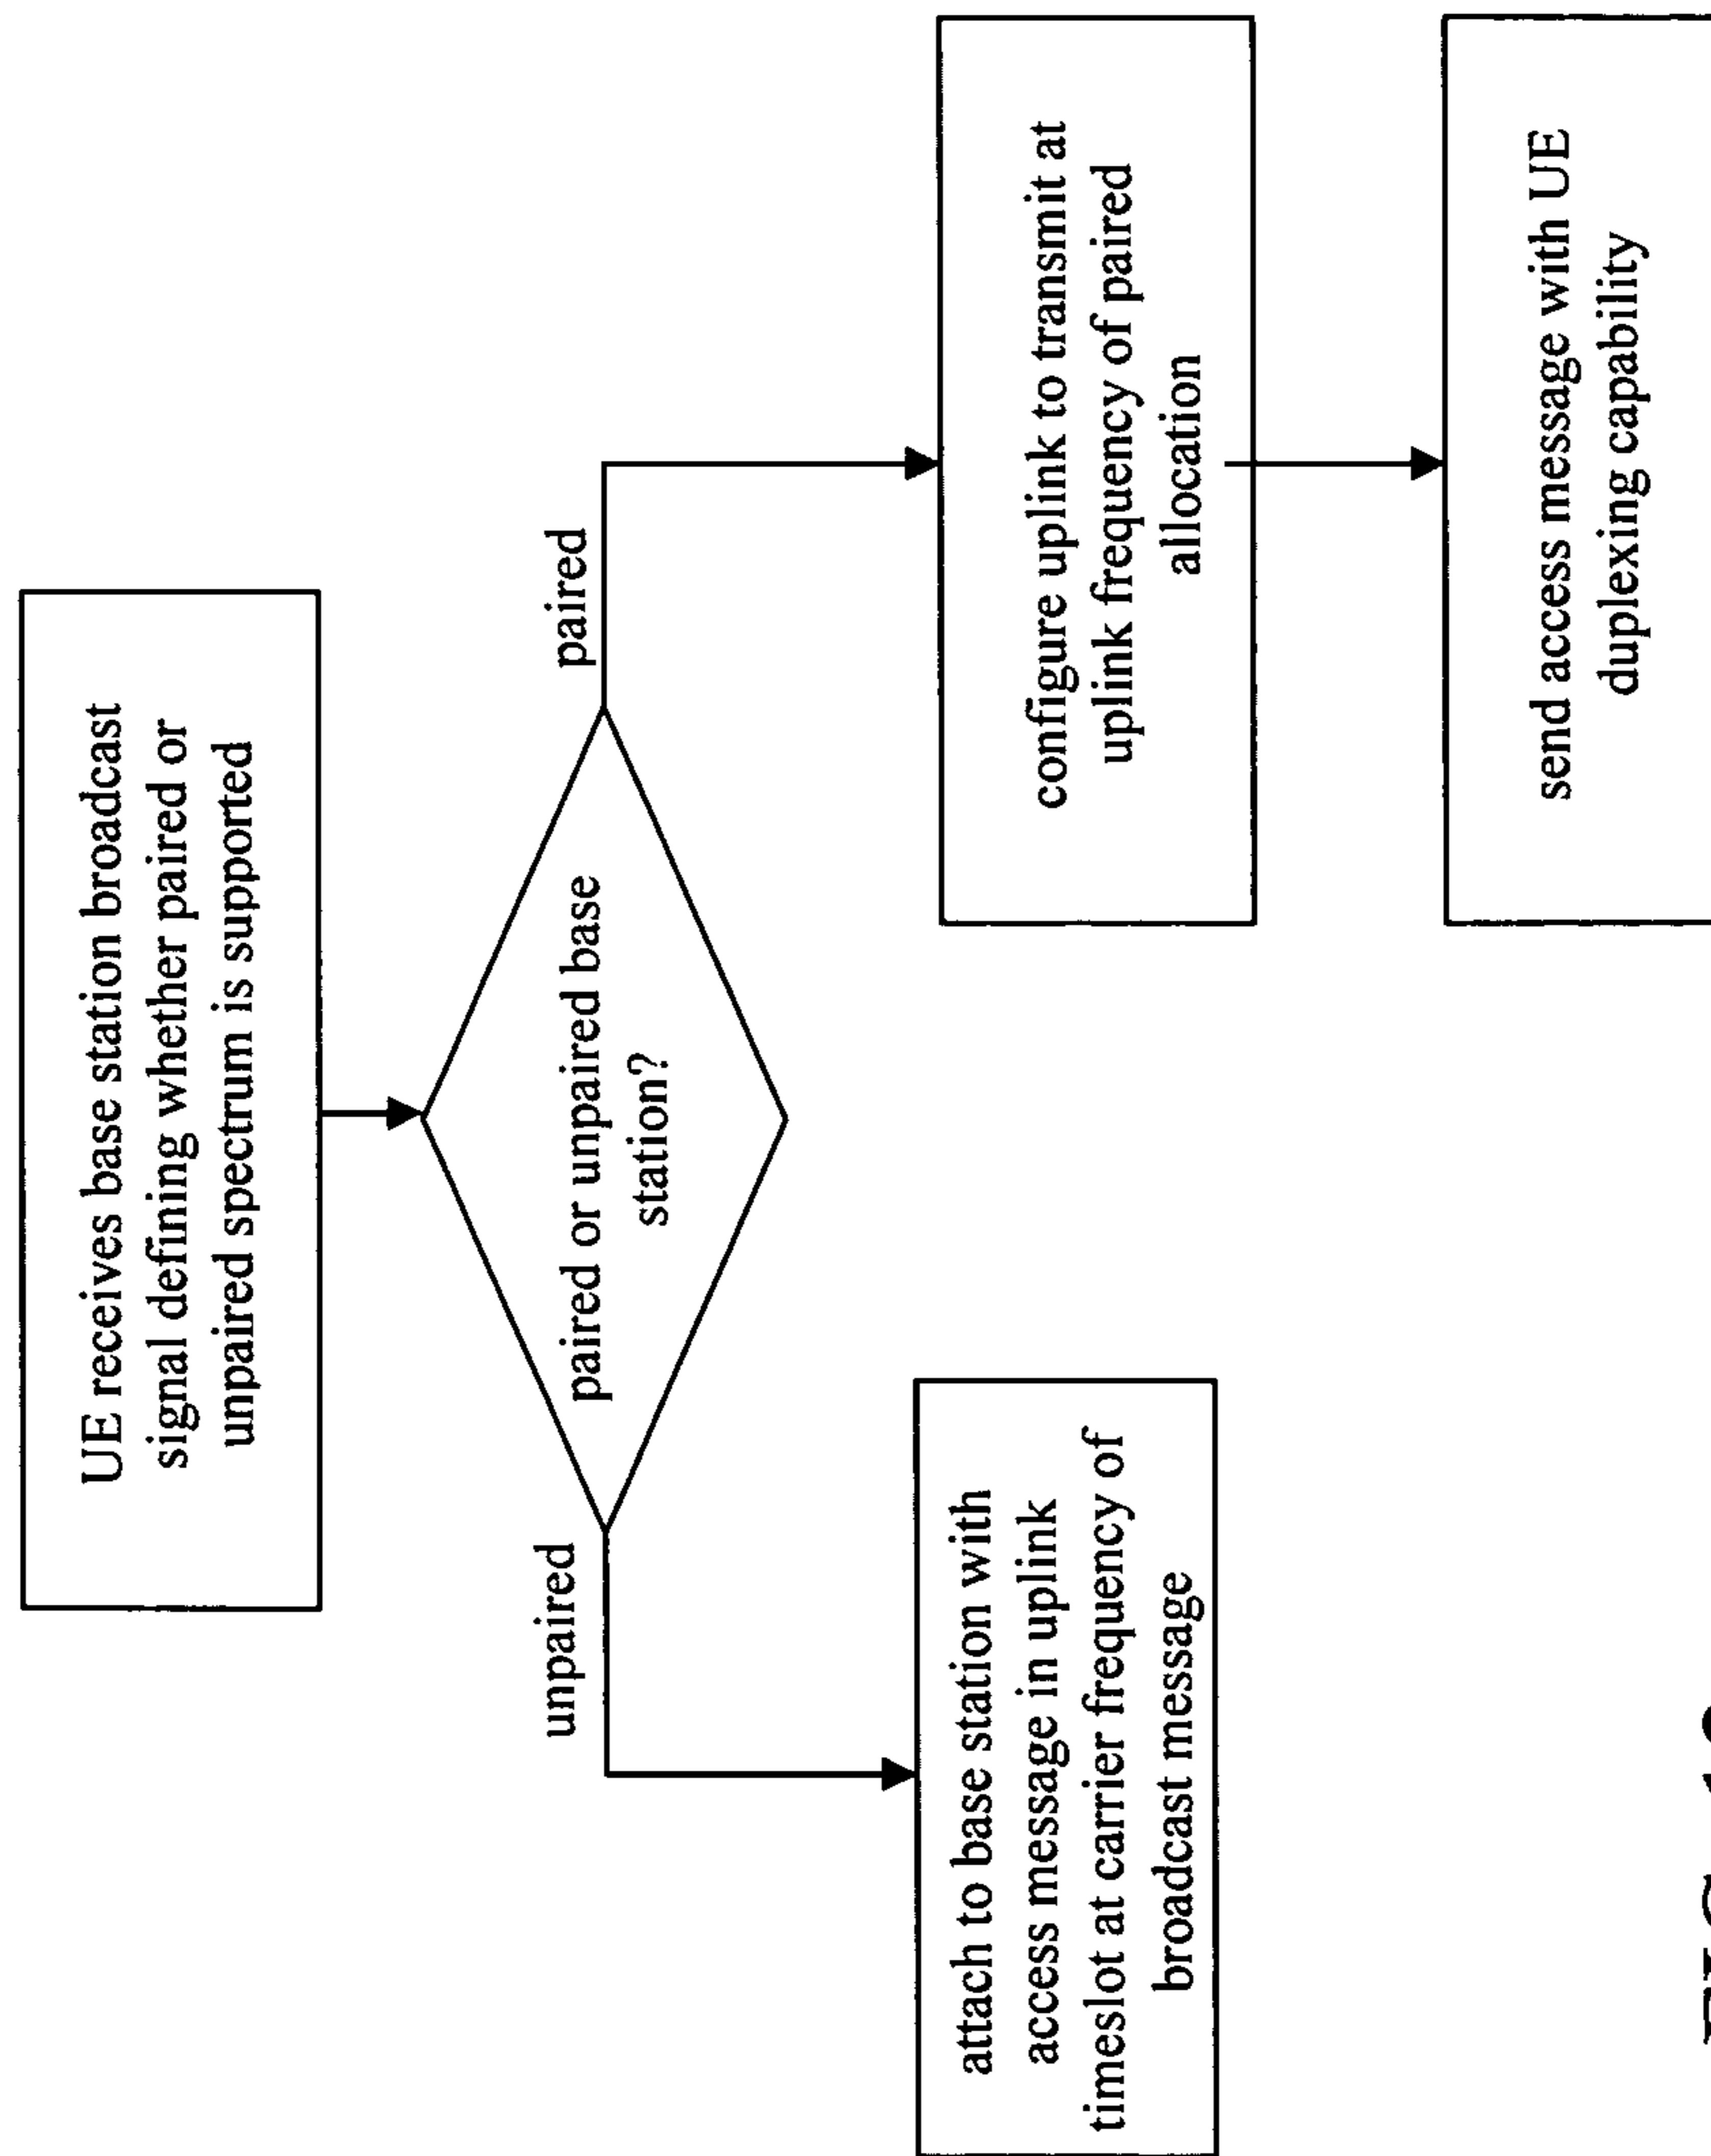 UE receives base station broadcast
signal defining whether paired or
unpaired spectrum is supported
paired or unpaired base
station?
unpaired
paired
attach to base station with
access message in uplink
timeslot at carrier frequency of
broadcast message
configure uplink to transmit at
uplink frequency of paired
allocation
send access message with UE
duplexing capability